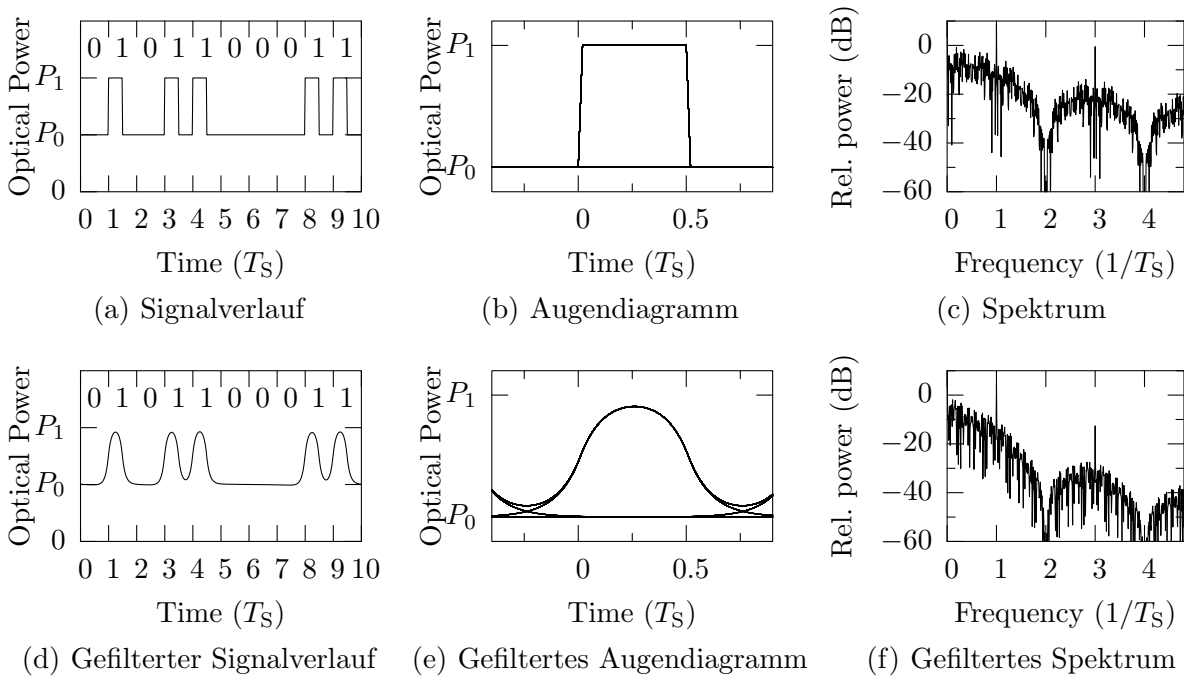 0 1 0 1 1 0 0 0 1 1
P1
P0
0
Optical Power
0 1 2 3 4 5 6 7 8 9 10
Time (TS)
(a) Signalverlauf
P1
P0
Optical Power
0 0.5
Time (TS)
(b) Augendiagramm
0
−20
−40
−60
Rel. power (dB)
0 1 2 3 4
Frequency (1/TS)
(c) Spektrum
0 1 0 1 1 0 0 0 1 1
P1
P0
0
Optical Power
0 1 2 3 4 5 6 7 8 9 10
Time (TS)
(d) Gefilterter Signalverlauf
P1
P0
Optical Power
0 0.5
Time (TS)
(e) Gefiltertes Augendiagramm
0
−20
−40
−60
Rel. power (dB)
0 1 2 3 4
Frequency (1/TS)
(f) Gefiltertes Spektrum